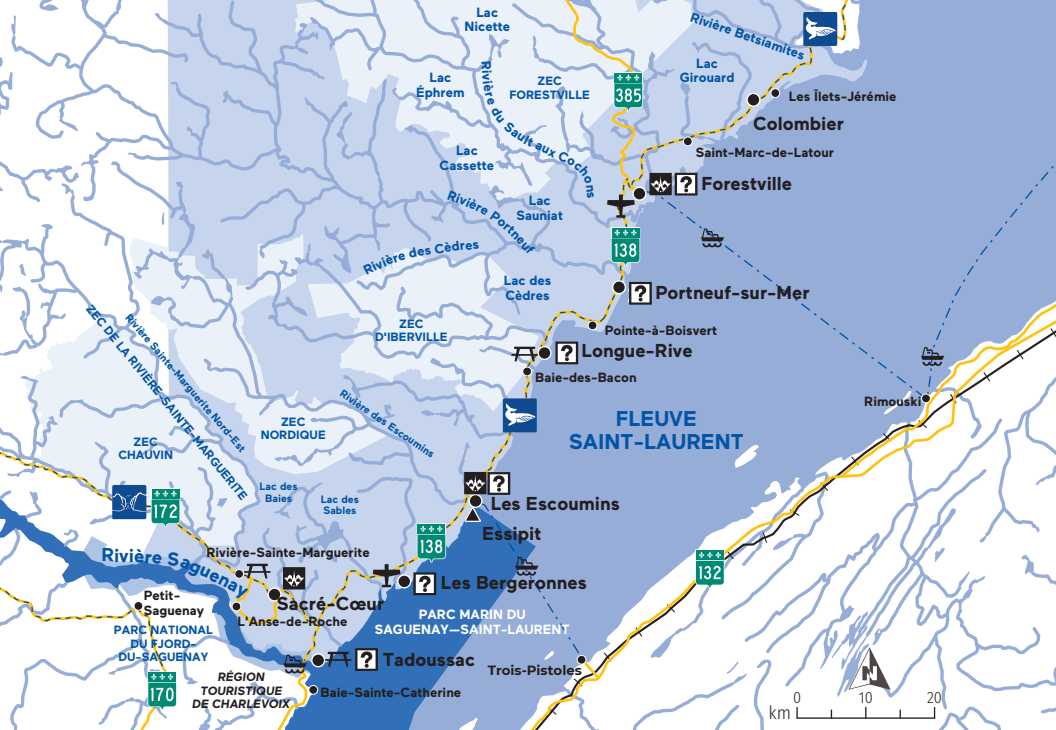 Lac
Nicette
Rivière Betsiamites
Lac
Girouard
Lac
Éphrem
ZEC
FORESTVILLE
385
Les Îlets-Jérémie
Colombier
Rivière du Sault aux Cochons
Saint-Marc-de-Latour
Lac
Cassette
? Forestville
Lac
Sauniat
Rivière Portneuf
138
Rivière des Cèdres
Lac des
Cèdres
? Portneuf-sur-Mer
Pointe-à-Boisvert
ZEC
D'IBERVILLE
? Longue-Rive
Baie-des-Bacon
Rimouski
ZEC DE LA RIVIÈRE-SAINTE-MARGUERITE
Rivière Sainte-Marguerite Nord-Est
Rivière des Escoumins
FLEUVE
SAINT-LAURENT
ZEC
NORDIQUE
ZEC
CHAUVIN
Lac des
Baies
Lac des
Sables
?
172
Les Escoumins
Essipit
138
132
Rivière Saguenay
Rivière-Sainte-Marguerite
? Les Bergeronnes
Sacré-Cœur
Petit-
Saguenay
L'Anse-de-Roche
PARC MARIN DU
SAGUENAY—SAINT-LAURENT
PARC NATIONAL
DU FJORD-
DU-SAGUENAY
? Tadoussac
Trois-Pistoles
170
RÉGION
TOURISTIQUE
DE CHARLEVOIX
Baie-Sainte-Catherine
N
0 10 20
km